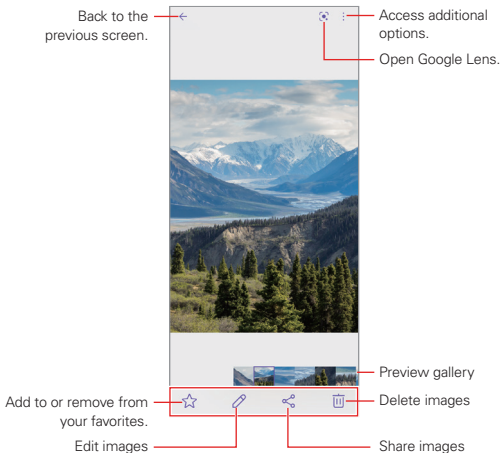 Back to the
previous screen.
Access additional
options.
Open Google Lens.
Preview gallery
Add to or remove from
your favorites.
Delete images
Edit images
Share images